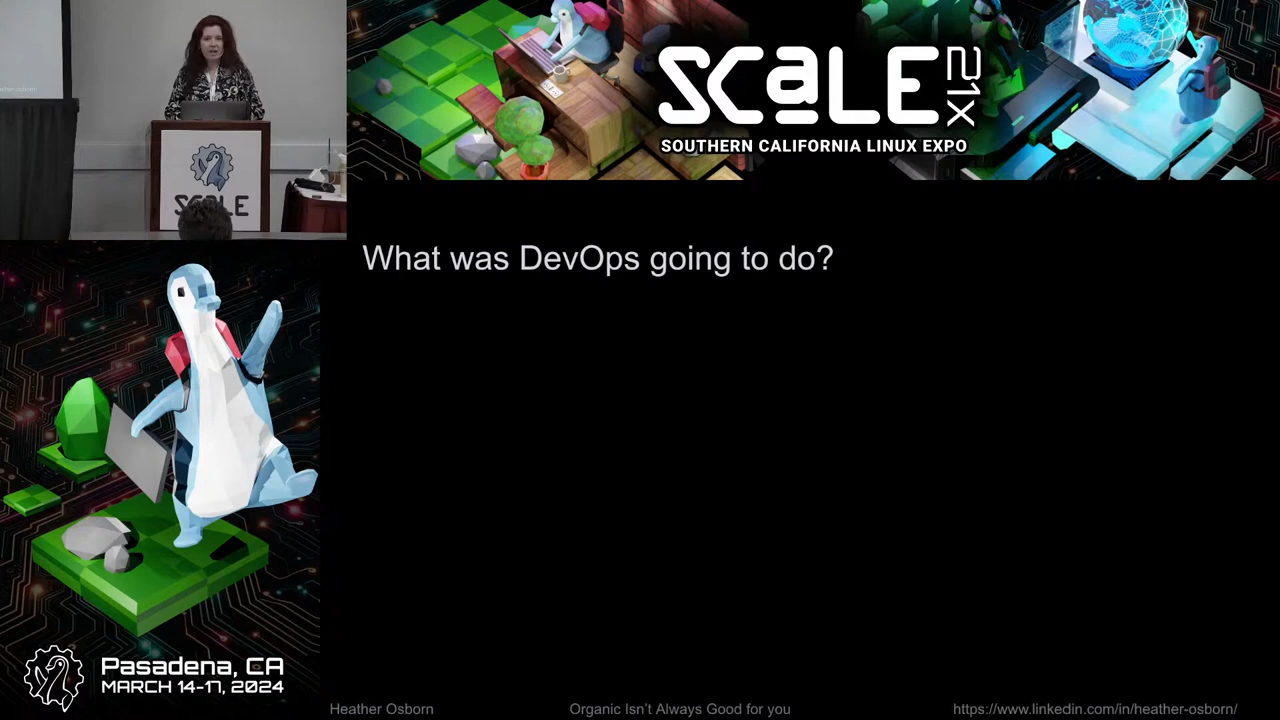 SCALE
21X
SOUTHERN CALIFORNIA LINUX EXPO
SCALE
What was DevOps going to do?
Pasadena, CA
MARCH 14-17, 2024
Heather Osborn
Organic Isn't Always Good for you
https://www.linkedin.com/in/heather-osborn/